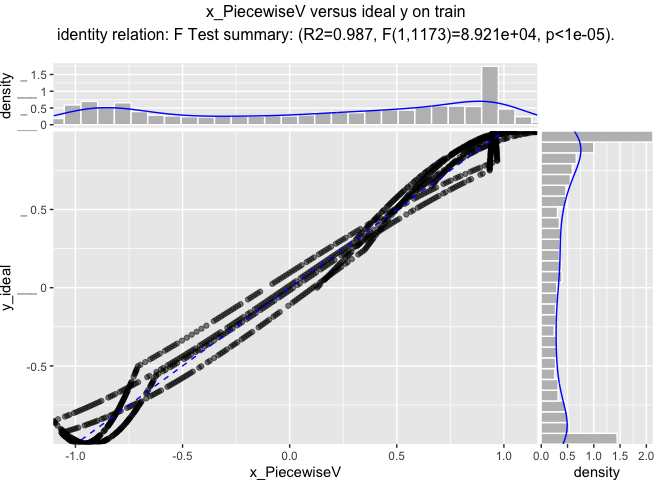 x_PiecewiseV versus ideal y on train
identity relation: F Test summary: (R2=0.987, F(1,1173)=8.921e+04, p<1e-05).
density
1.5
1
0.5
0
y_ideal
0.5
0
-0.5
-1.0
-0.5
0.0
0.5
1.0
x_PiecewiseV
0.0
0.5
1.0
1.5
2.0
density